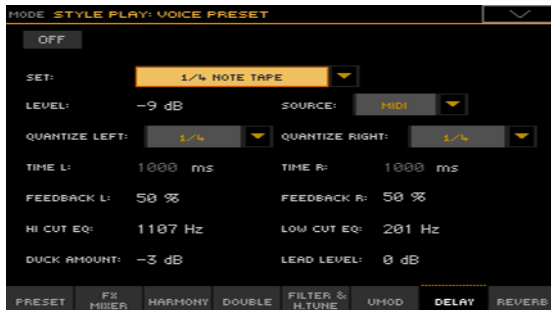 MODE STYLE PLAY: VOICE PRESET
OFF
SET: 1/4 NOTE TAPE
LEVEL: -9 dB SOURCE: MIDI
QUANTIZE LEFT: 1/4 QUANTIZE RIGHT: 1/4
TIME L: 1000 ms TIME R: 1000 ms
FEEDBACK L: 50 % FEEDBACK R: 50 %
HI CUT EQ: 1107 Hz LOW CUT EQ: 201 Hz
DUCK AMOUNT: -3 dB LEAD LEVEL: 0 dB
PRESET FX MIXER HARMONY DOUBLE FILTER & H.TUNE UMOD DELAY REVERB